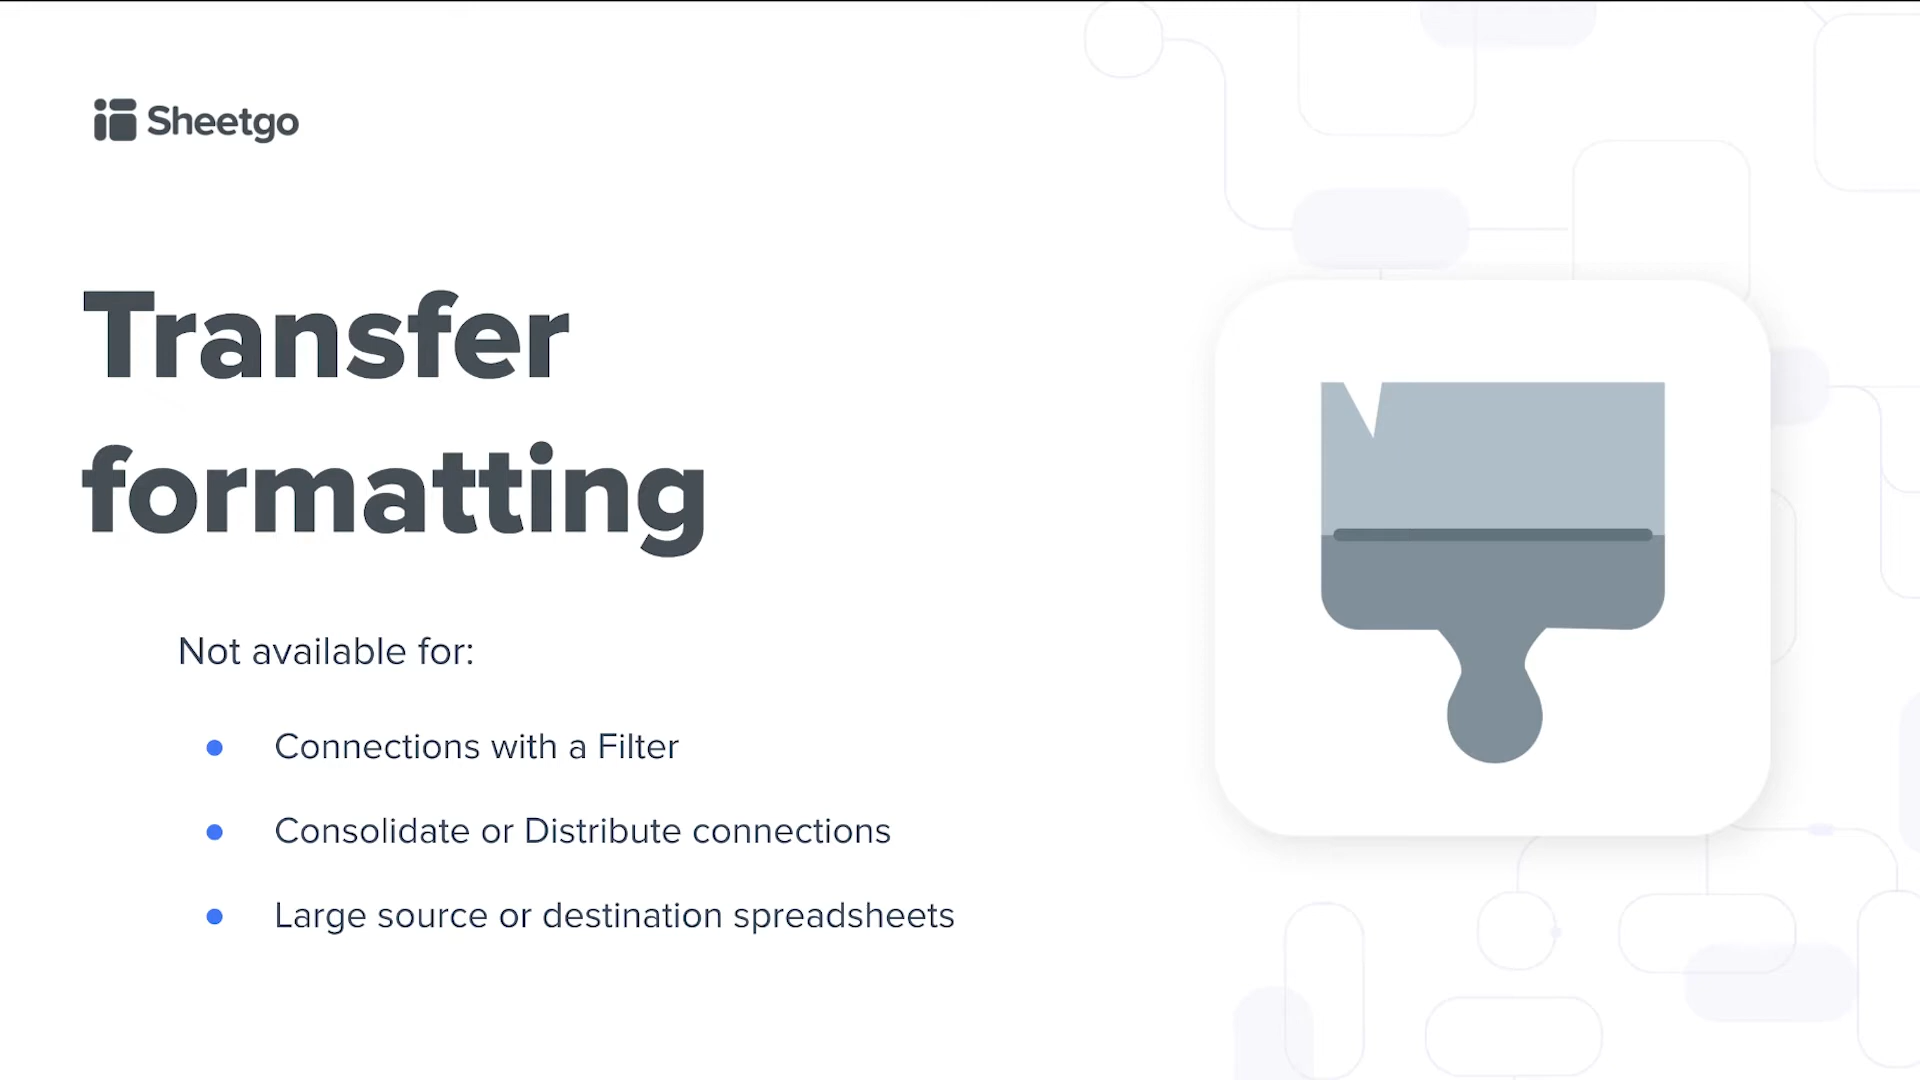 Sheetgo
Transfer
formatting
Not available for:
Connections with a Filter
Consolidate or Distribute connections
Large source or destination spreadsheets